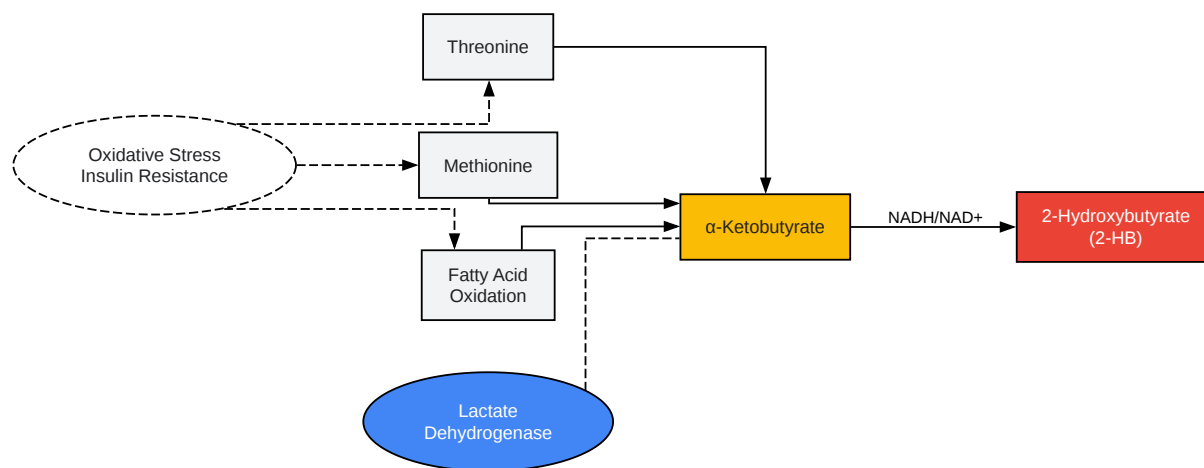 Threonine
Oxidative Stress
Insulin Resistance
Methionine
α-Ketobutyrate
NADH/NAD+
2-Hydroxybutyrate
(2-HB)
Fatty Acid
Oxidation
Lactate
Dehydrogenase